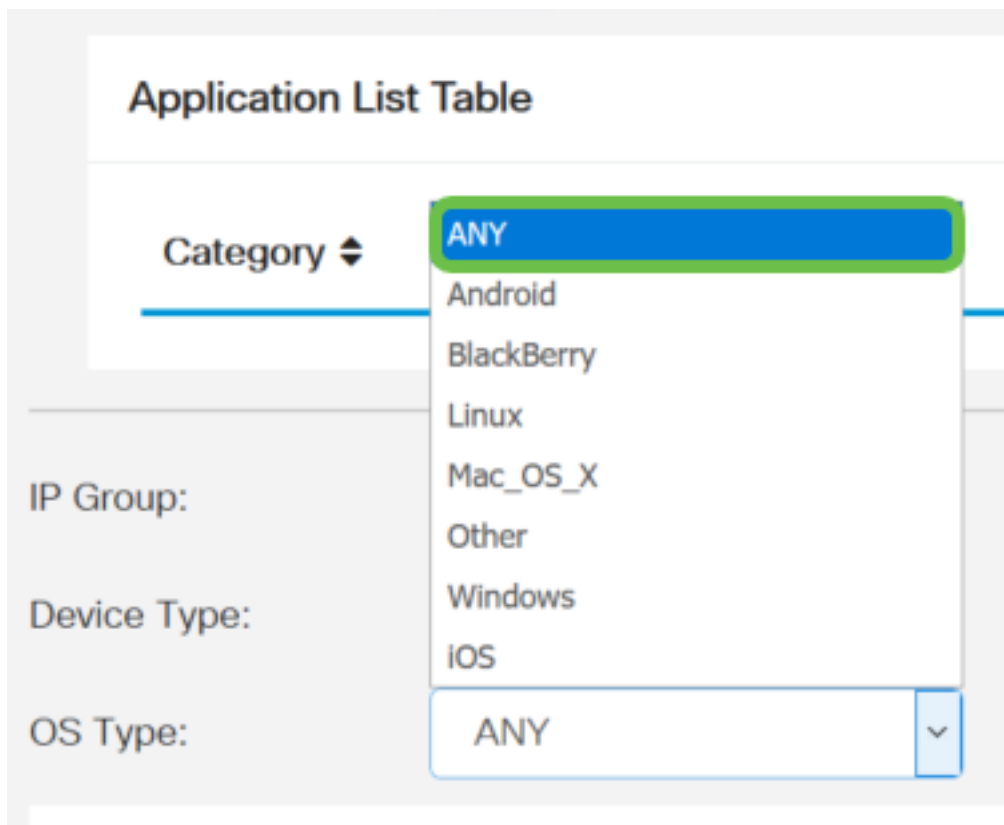 Application List Table
Category
ANY
Android
BlackBerry
Linux
Mac_OS_X
Other
Windows
iOS
IP Group:
Device Type:
OS Type:
ANY